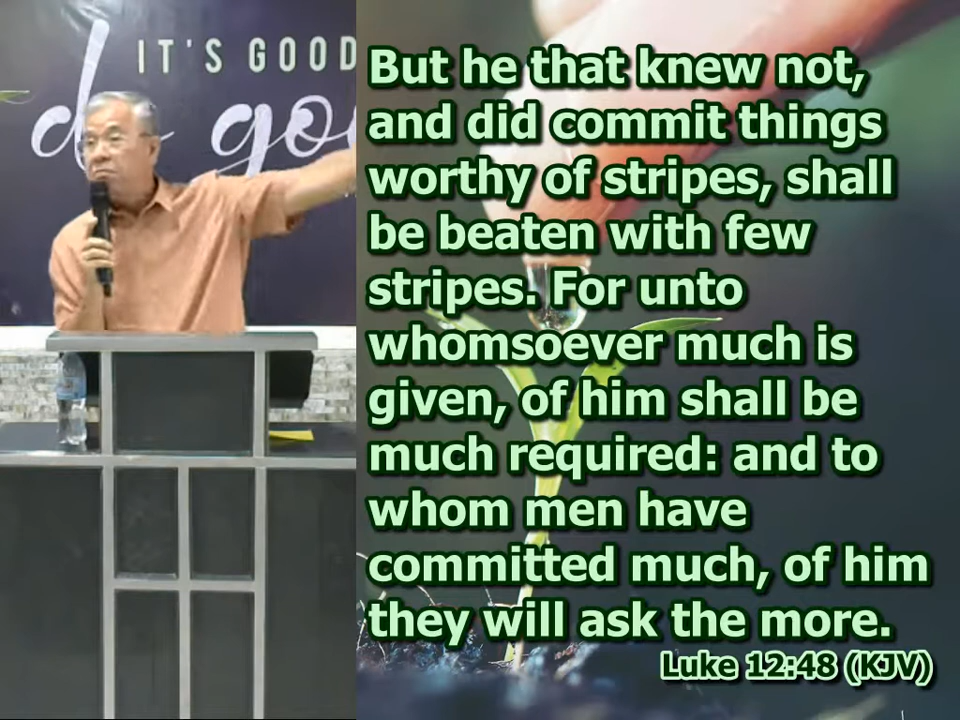 IT'S GOOD
do go
But he that knew not,
and did commit things
worthy of stripes, shall
be beaten with few
stripes. For unto
whomsoever much is
given, of him shall be
much required: and to
whom men have
committed much, of him
they will ask the more.
Luke 12:48 (KJV)